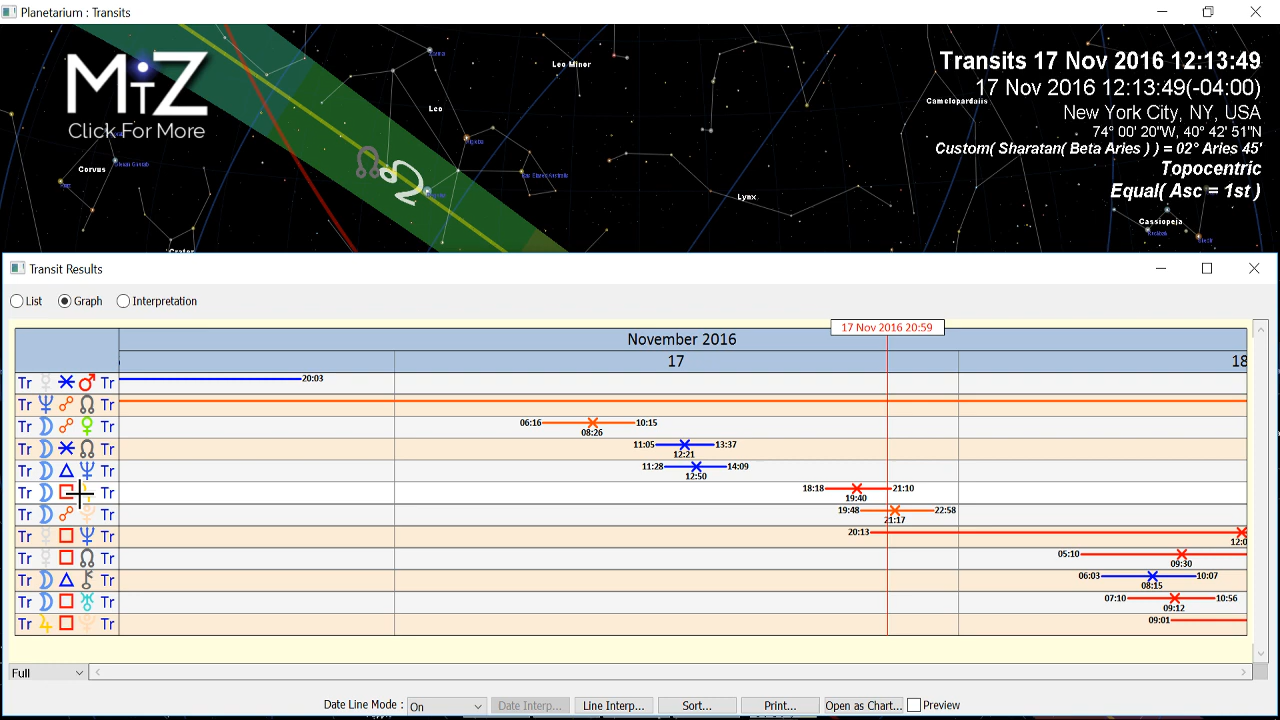 Planetarium : Transits
MTZ
Click For More
Transits 17 Nov 2016 12:13:49
17 Nov 2016 12:13:49(-04:00)
New York City, NY, USA
74° 00' 20"W, 40° 42' 51"N
Custom( Sharatan( Beta Aries ) ) = 02° Aries 45'
Topocentric
Equal( Asc = 1st )
Leo Minor
Leo
Corvus
Lynx
Camelopardalis
Cassiopeja
Crater
Transit Results
List
Graph
Interpretation
17 Nov 2016 20:59
November 2016
17
18
Tr ⚹ ♂ Tr
20:03
Tr ♆ ☍ ☊ Tr
Tr ☽ ☍ ♀ Tr
06:16
10:15
08:26
Tr ☽ ⚹ ☊ Tr
11:05
13:37
12:21
Tr ☽ △ ♆ Tr
11:28
14:09
12:50
Tr ☽ □ Tr
18:18
21:10
19:40
Tr ☽ ☍ Tr
19:48
22:58
21:17
Tr □ ♆ Tr
20:13
Tr □ ☊ Tr
05:10
09:30
Tr ☽ △ ⚷ Tr
06:03
10:07
08:15
Tr ☽ □ ♅ Tr
07:10
10:56
09:12
Tr ♃ □ Tr
09:01
Full
Date Line Mode :
On
Date Interp...
Line Interp...
Sort...
Print...
Open as Chart...
Preview